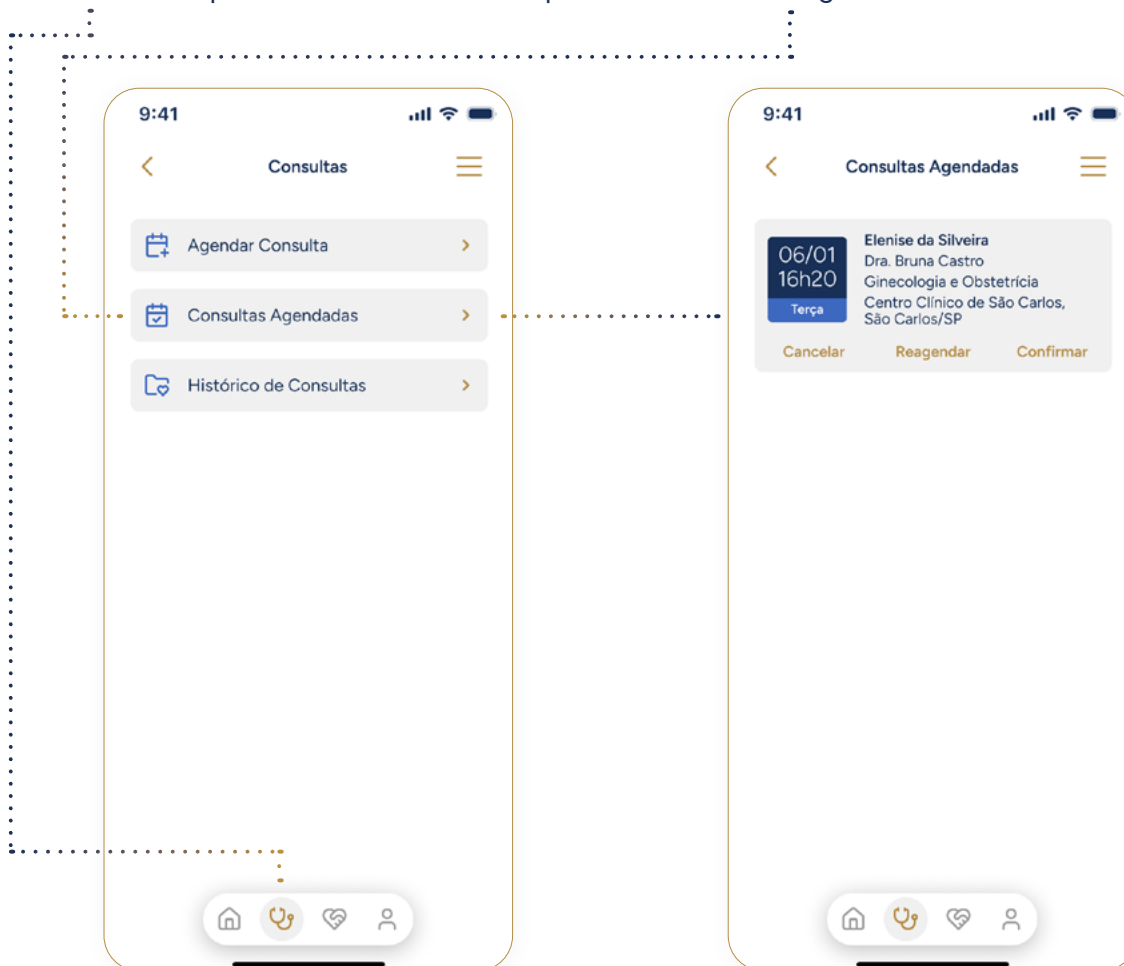 9:41
Consultas
Agendar Consulta
Consultas Agendadas
Histórico de Consultas
9:41
Consultas Agendadas
06/01
16h20
Terça
Elenise da Silveira
Dra. Bruna Castro
Ginecologia e Obstetrícia
Centro Clínico de São Carlos,
São Carlos/SP
Cancelar
Reagendar
Confirmar